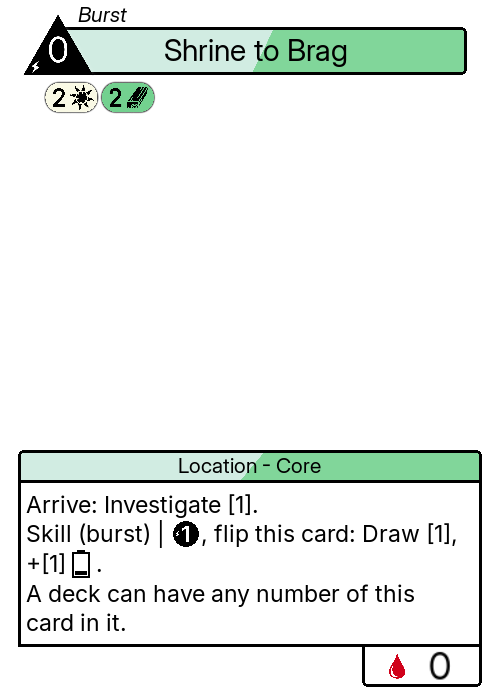 Burst
0
Shrine to Brag
2 2
Location - Core
Arrive: Investigate [1].
Skill (burst) | 1, flip this card: Draw [1],
+[1] .
A deck can have any number of this
card in it.
0